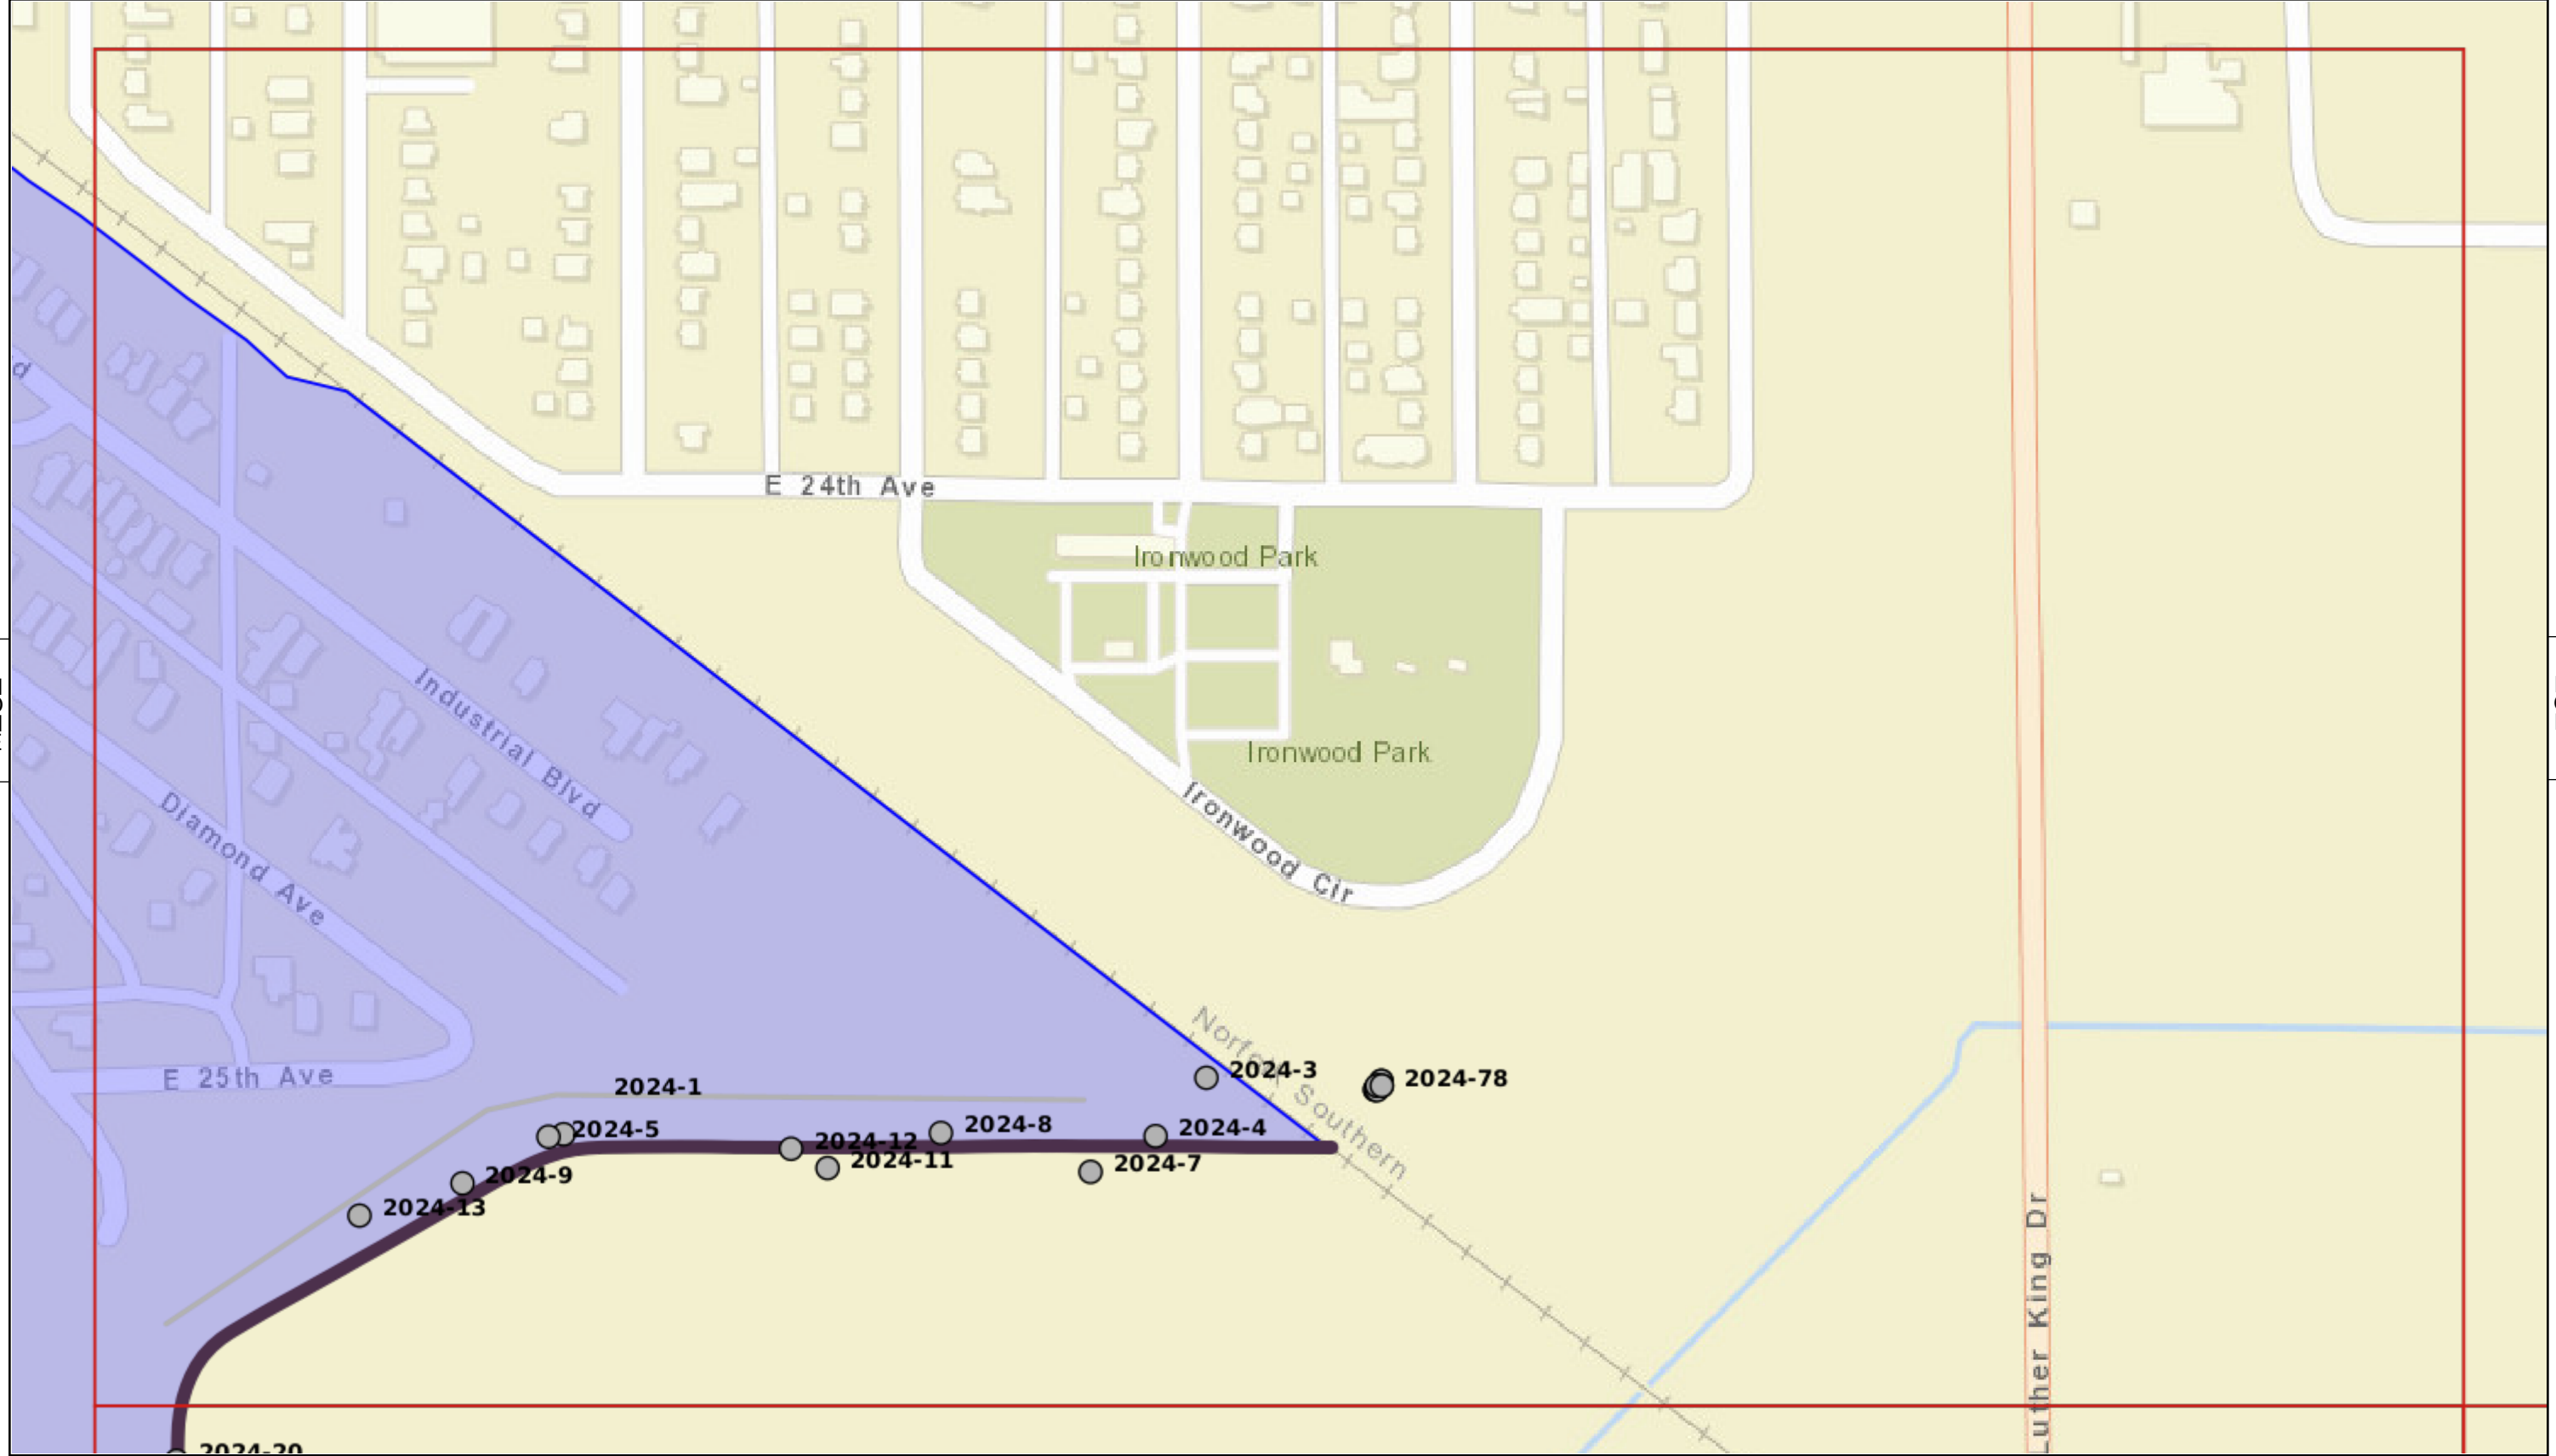 d
E 24th Ave
Ironwood Park
Industrial Blvd
Ironwood Park
Diamond Ave
Ironwood Cir
Norfolk Southern
2024-3
2024-78
E 25th Ave
2024-1
2024-5
2024-8
2024-4
2024-12
2024-11
2024-7
2024-9
2024-13
Luther King Dr
2024-20